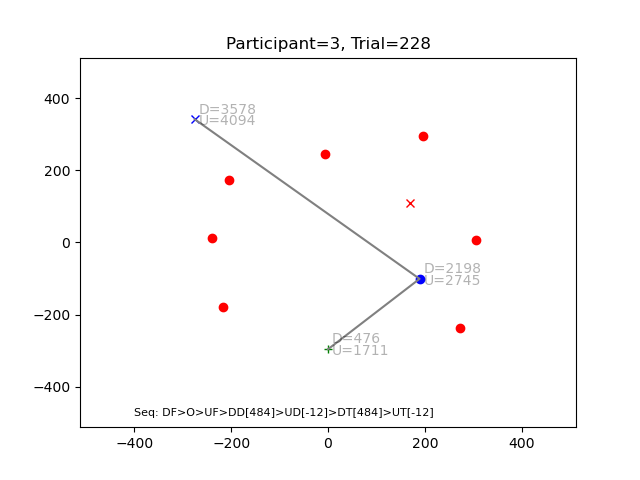 Participant=3, Trial=228
400
200
0
−200
−400
D=3578
U=4094
D=2198
U=2745
D=476
U=1711
Seq: DF>O>UF>DD[484]>UD[-12]>DT[484]>UT[-12]
−400 −200 0 200 400